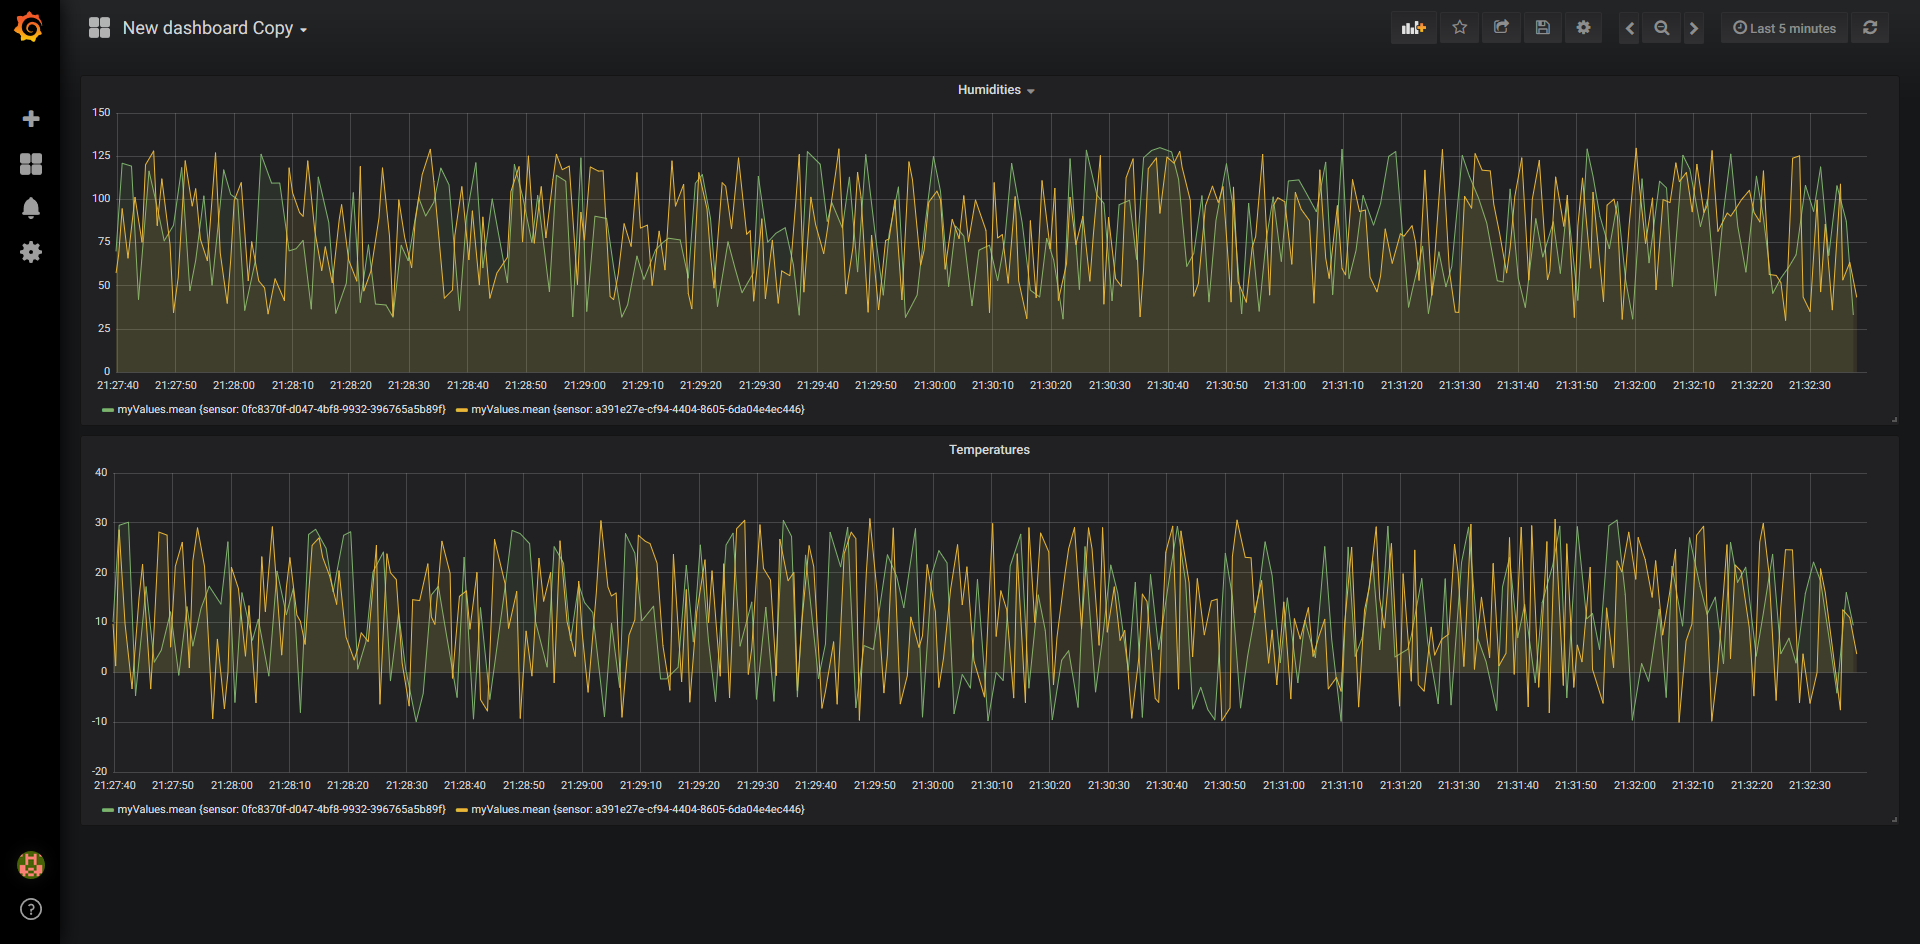 New dashboard Copy
Last 5 minutes
Humidities
150
125
100
75
50
25
0
21:27:40 21:27:50 21:28:00 21:28:10 21:28:20 21:28:30 21:28:40 21:28:50 21:29:00 21:29:10 21:29:20 21:29:30 21:29:40 21:29:50 21:30:00 21:30:10 21:30:20 21:30:30 21:30:40 21:30:50 21:31:00 21:31:10 21:31:20 21:31:30 21:31:40 21:31:50 21:32:00 21:32:10 21:32:20 21:32:30
myValues.mean {sensor: 0fc8370f-d047-4bf8-9932-396765a5b89f} myValues.mean {sensor: a391e27e-cf94-4404-8605-6da04e4ec446}
Temperatures
40
30
20
10
0
-10
-20
21:27:40 21:27:50 21:28:00 21:28:10 21:28:20 21:28:30 21:28:40 21:28:50 21:29:00 21:29:10 21:29:20 21:29:30 21:29:40 21:29:50 21:30:00 21:30:10 21:30:20 21:30:30 21:30:40 21:30:50 21:31:00 21:31:10 21:31:20 21:31:30 21:31:40 21:31:50 21:32:00 21:32:10 21:32:20 21:32:30
myValues.mean {sensor: 0fc8370f-d047-4bf8-9932-396765a5b89f} myValues.mean {sensor: a391e27e-cf94-4404-8605-6da04e4ec446}